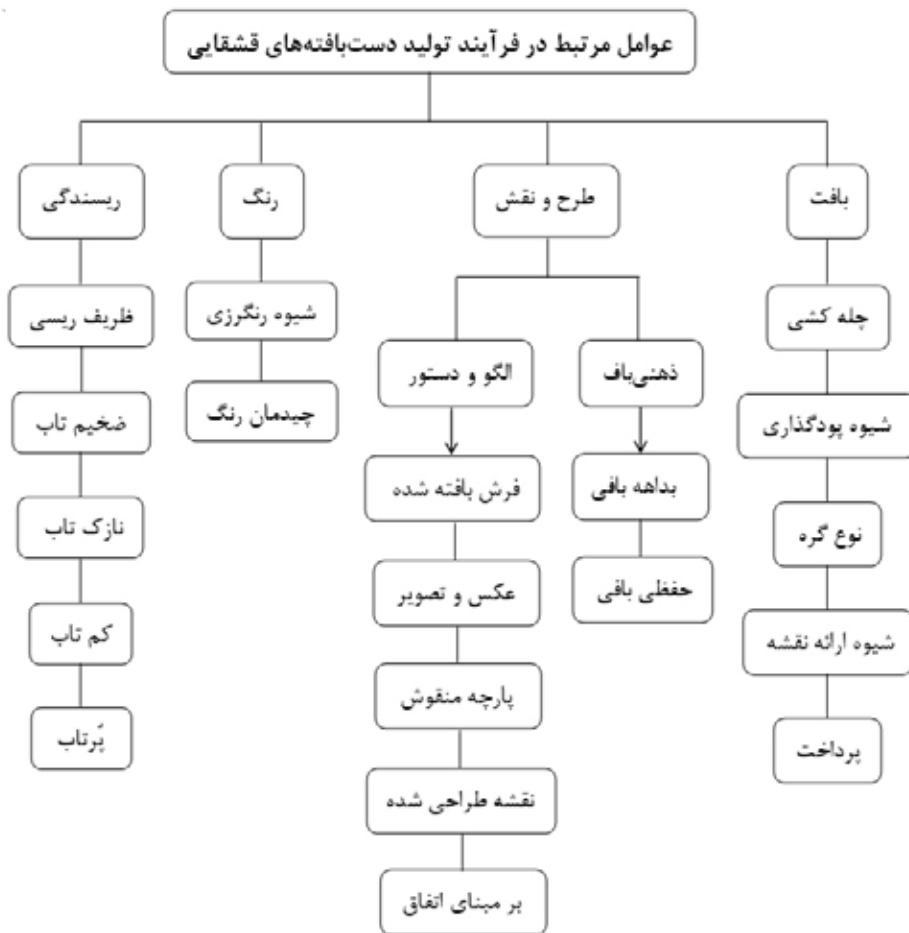 عوامل مرتبط در فرآیند تولید دست‌بافته‌های قشقایی
بافت
طرح و نقش
رنگ
ریسندگی
چله کشی
شیوه پودگذاری
نوع گره
شیوه ارائه نقشه
پرداخت
ذهنی‌باف
بداهه بافی
حفظی بافی
الگو و دستور
فرش بافته شده
عکس و تصویر
پارچه منقوش
نقشه طراحی شده
بر مبنای اتفاق
شیوه رنگرزی
چیدمان رنگ
ظریف ریسی
ضخیم تاب
نازک تاب
کم تاب
پُرتاب